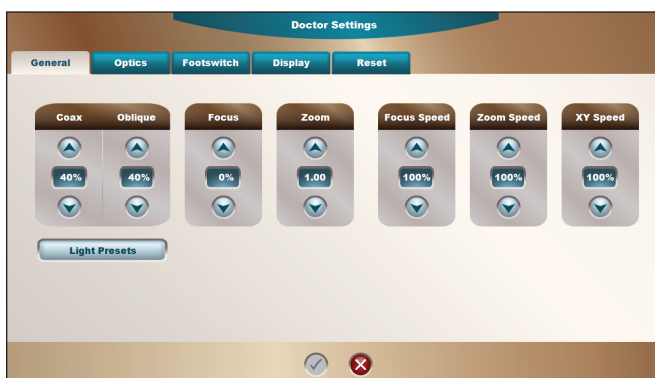 Doctor Settings
General Optics Footswitch Display Reset
Coax Oblique Focus Zoom Focus Speed Zoom Speed XY Speed
40% 40% 0% 1.00 100% 100% 100%
Light Presets